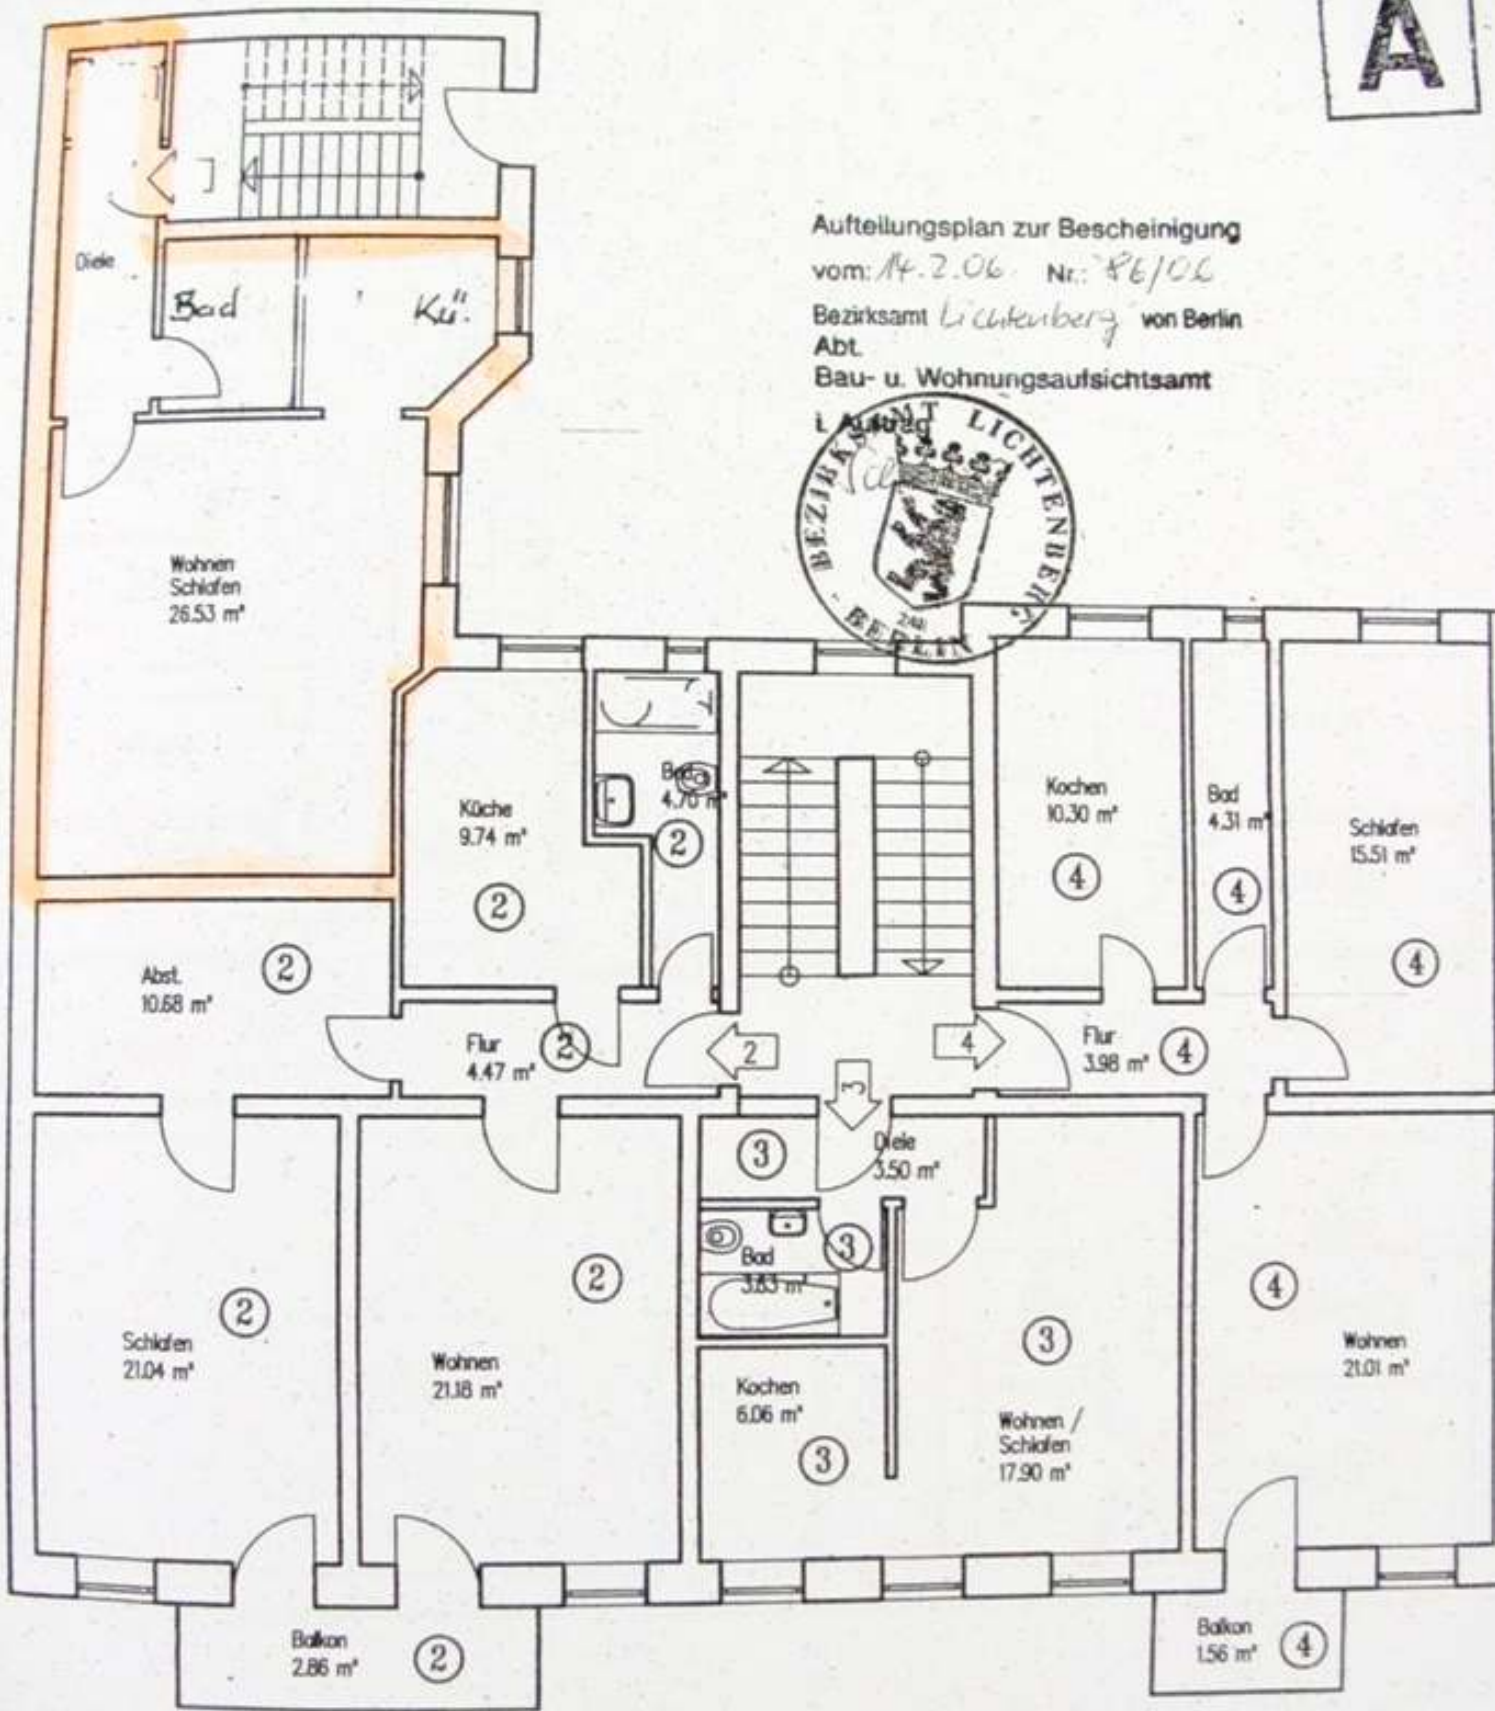 A
Aufteilungsplan zur Bescheinigung
vom: 14.2.06 Nr.: 86/06
Bezirksamt Lichtenberg von Berlin
Abt.
Bau- u. Wohnungsaufsichtsamt
i. Auftrag
BEZIRKSAMT LICHTENBERG
BERLIN
Diele
Bad
Kü.
Wohnen
Schlafen
26.53 m²
Küche
9.74 m²
2
Bad
4.70 m²
2
Kochen
10.30 m²
4
Bad
4.31 m²
4
Schlafen
15.51 m²
4
Abst.
10.68 m²
2
Flur
4.47 m²
2
2
3
4
Flur
3.98 m²
4
3
Diele
3.50 m²
Bad
3.63 m²
3
Schlafen
21.04 m²
2
Wohnen
21.18 m²
2
Kochen
6.06 m²
3
Wohnen /
Schlafen
17.90 m²
3
Wohnen
21.01 m²
4
Balkon
2.86 m²
2
Balkon
1.56 m²
4